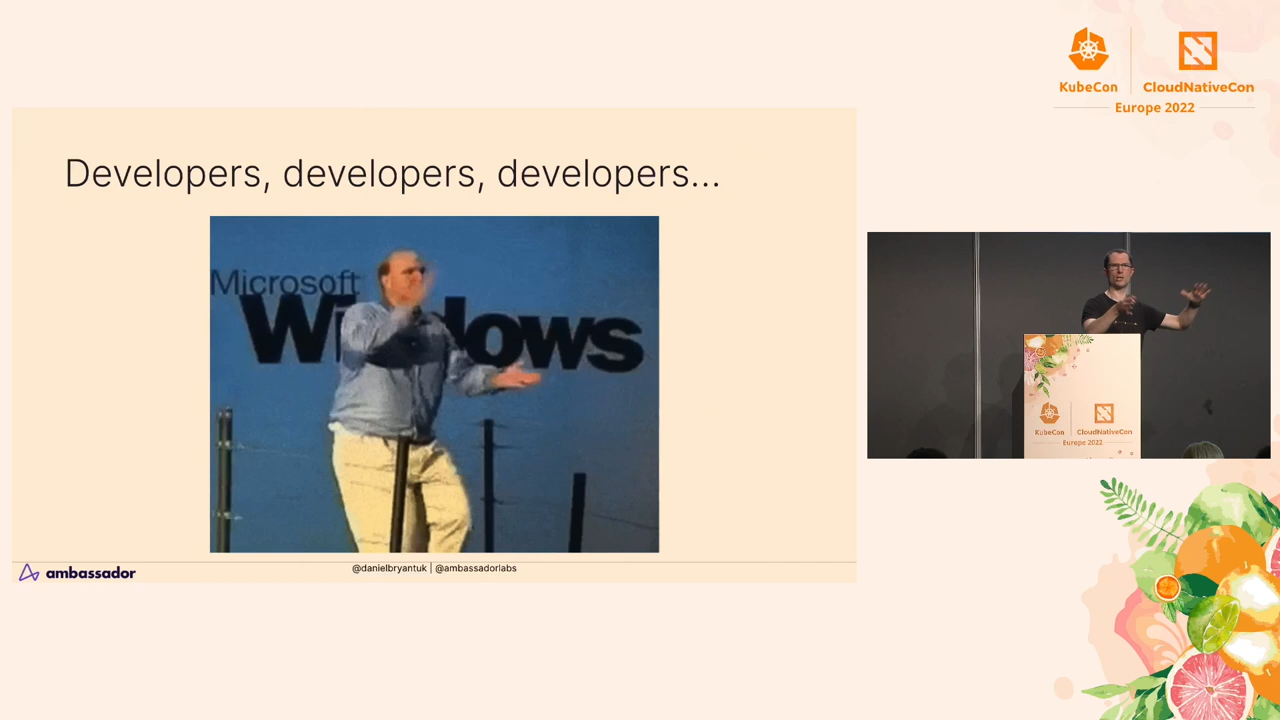 KubeCon
CloudNativeCon
Europe 2022
Developers, developers, developers...
Microsoft
Windows
ambassador
@danielbryantuk | @ambassadorlabs
KubeCon
CloudNativeCon
Europe 2022